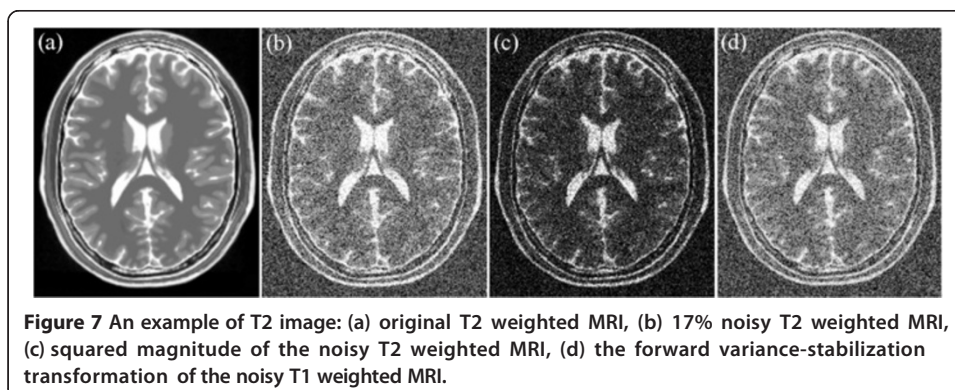 (a) (b) (c) (d)
Figure 7 An example of T2 image: (a) original T2 weighted MRI, (b) 17% noisy T2 weighted MRI,
(c) squared magnitude of the noisy T2 weighted MRI, (d) the forward variance-stabilization
transformation of the noisy T1 weighted MRI.